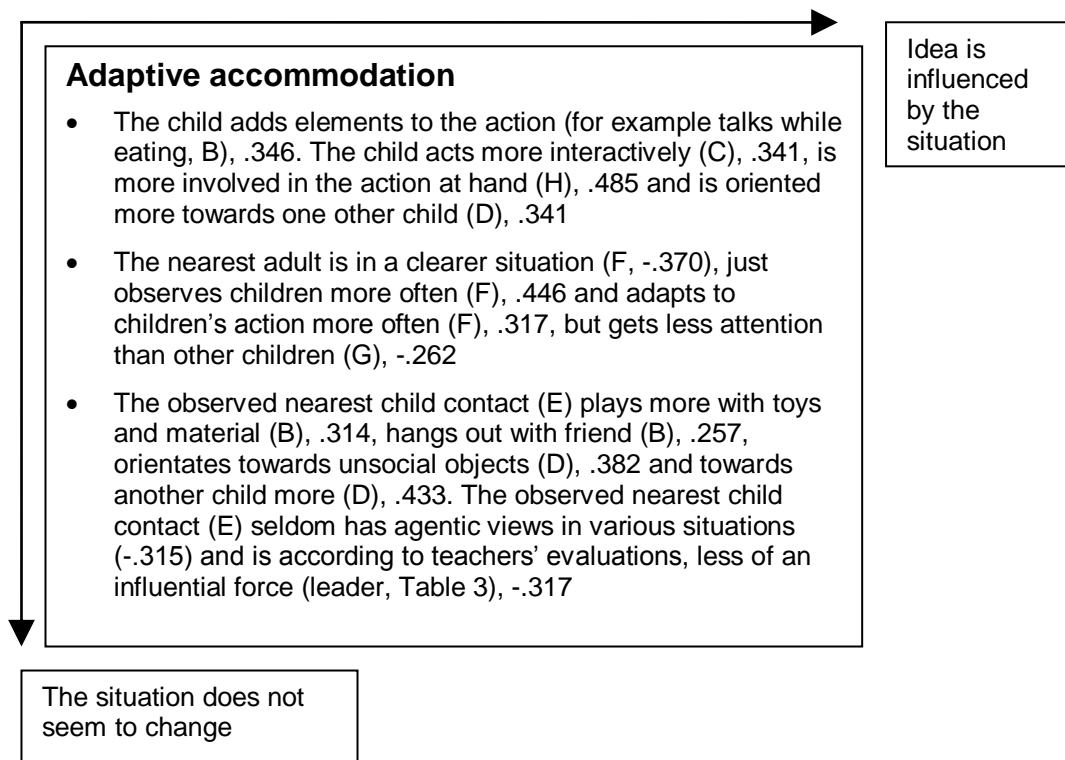 Idea is
influenced
by the
situation
Adaptive accommodation
• The child adds elements to the action (for example talks while
eating, B), .346. The child acts more interactively (C), .341, is
more involved in the action at hand (H), .485 and is oriented
more towards one other child (D), .341
• The nearest adult is in a clearer situation (F, -.370), just
observes children more often (F), .446 and adapts to
children’s action more often (F), .317, but gets less attention
than other children (G), -.262
• The observed nearest child contact (E) plays more with toys
and material (B), .314, hangs out with friend (B), .257,
orientates towards unsocial objects (D), .382 and towards
another child more (D), .433. The observed nearest child
contact (E) seldom has agentic views in various situations
(-.315) and is according to teachers’ evaluations, less of an
influential force (leader, Table 3), -.317
The situation does not
seem to change